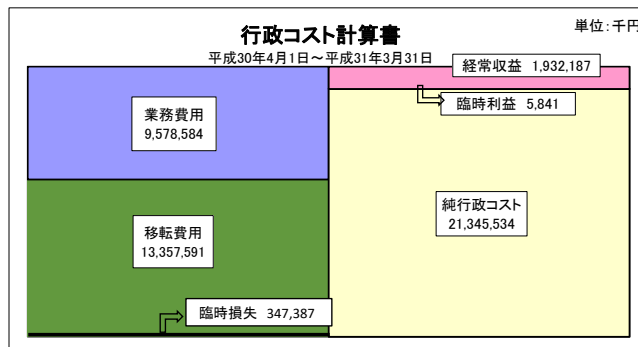 行政コスト計算書
単位：千円
平成30年4月1日～平成31年3月31日
業務費用
9,578,584
移転費用
13,357,591
臨時損失 347,387
経常収益 1,932,187
臨時利益 5,841
純行政コスト
21,345,534